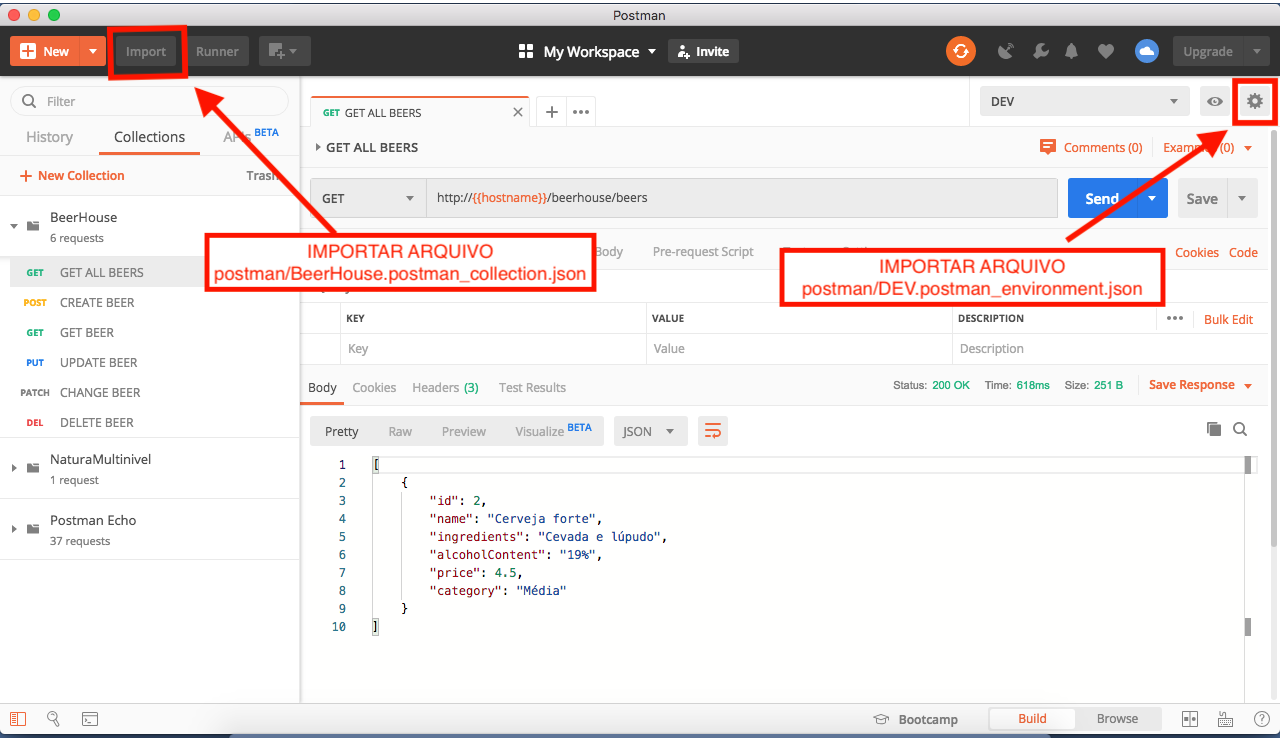 Postman
New
Import
Runner
My Workspace
Invite
Upgrade
Filter
History
Collections
BETA
New Collection
Trash
BeerHouse
6 requests
GET GET ALL BEERS
POST CREATE BEER
GET GET BEER
PUT UPDATE BEER
PATCH CHANGE BEER
DEL DELETE BEER
NaturaMultinivel
1 request
Postman Echo
37 requests
GET GET ALL BEERS
DEV
GET ALL BEERS
Comments (0)
(0)
GET
http://{{hostname}}/beerhouse/beers
Send
Save
Body
Pre-request Script
Cookies
Code
IMPORTAR ARQUIVO
postman/BeerHouse.postman_collection.json
IMPORTAR ARQUIVO
postman/DEV.postman_environment.json
KEY
VALUE
DESCRIPTION
Bulk Edit
Key
Value
Description
Body
Cookies
Headers (3)
Test Results
Status: 200 OK
Time: 618ms
Size: 251 B
Save Response
Pretty
Raw
Preview
Visualize BETA
JSON
1 [
2 {
3 "id": 2,
4 "name": "Cerveja forte",
5 "ingredients": "Cevada e lúpudo",
6 "alcoholContent": "19%",
7 "price": 4.5,
8 "category": "Média"
9 }
10 ]
Bootcamp
Build
Browse